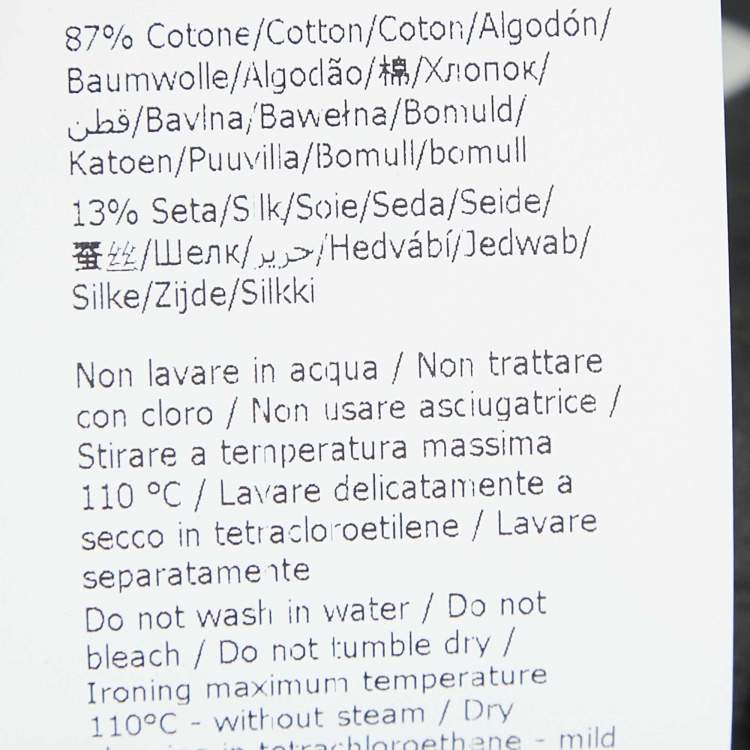 87% Cotone/Cotton/Coton/Algodón/
Baumwolle/Algodão/棉/Хлопок/
قطن/Bavlna/Bawełna/Bomuld/
Katoen/Puuvilla/Bomull/bomull
13% Seta/Silk/Soie/Seda/Seide/
蚕丝/Шелк/حرير/Hedvábí/Jedwab/
Silke/Zijde/Silkki
Non lavare in acqua / Non trattare
con cloro / Non usare asciugatrice /
Stirare a temperatura massima
110 °C / Lavare delicatamente a
secco in tetracloroetilene / Lavare
separatamente
Do not wash in water / Do not
bleach / Do not tumble dry /
Ironing maximum temperature
110°C - without steam / Dry
in tetrachloroethene - mild